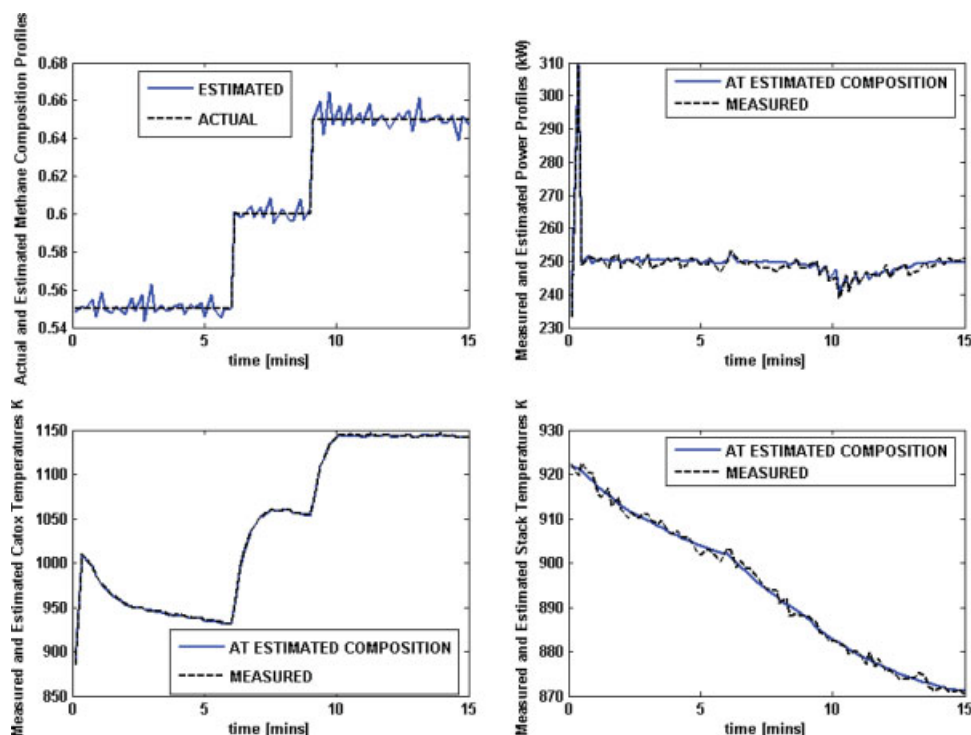 Actual and Estimated Methane Composition Profiles
0.68
0.66
0.64
0.62
0.6
0.58
0.56
0.54
ESTIMATED
ACTUAL
0
5
10
15
time [mins]
Measured and Estimated Power Profiles (kW)
310
300
290
280
270
260
250
240
230
AT ESTIMATED COMPOSITION
MEASURED
0
5
10
15
time [mins]
Measured and Estimated Catox Temperatures K
1150
1100
1050
1000
950
900
850
AT ESTIMATED COMPOSITION
MEASURED
0
5
10
15
time [mins]
Measured and Estimated Stack Temperatures K
930
920
910
900
890
880
870
AT ESTIMATED COMPOSITION
MEASURED
0
5
10
15
time [mins]